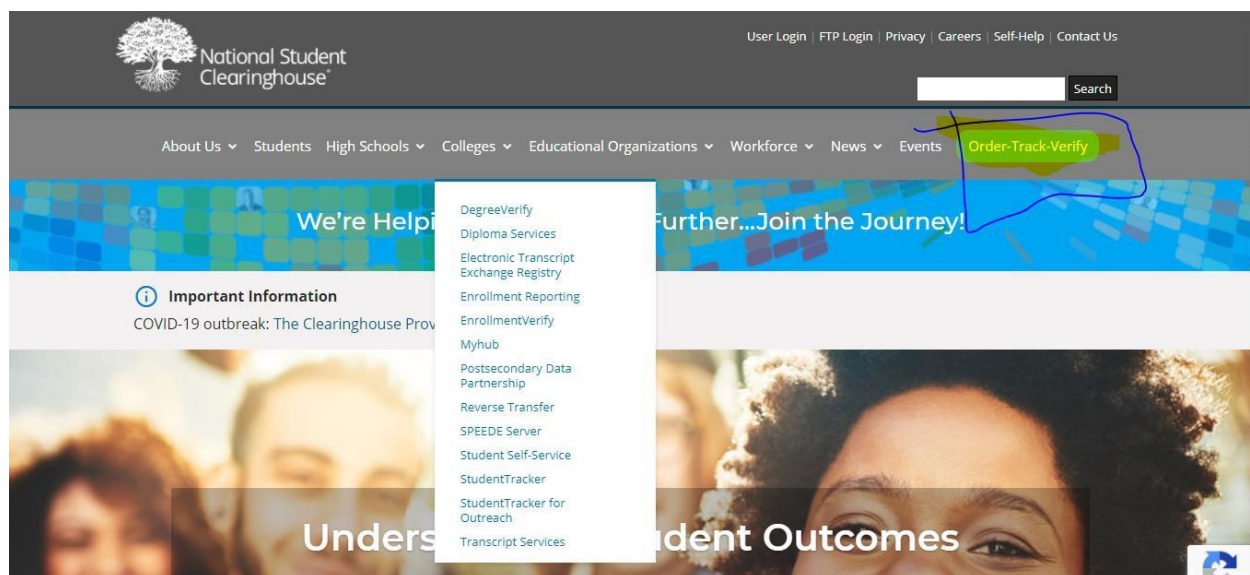 National Student
Clearinghouse®
User Login | FTP Login | Privacy | Careers | Self-Help | Contact Us
Search
About Us Students High Schools Colleges Educational Organizations Workforce News Events Order-Track-Verify
We're Helpi urther...Join the Journey!
DegreeVerify
Diploma Services
Electronic Transcript
Exchange Registry
Enrollment Reporting
EnrollmentVerify
Myhub
Postsecondary Data
Partnership
Reverse Transfer
SPEEDE Server
Student Self-Service
StudentTracker
StudentTracker for
Outreach
Transcript Services
Important Information
COVID-19 outbreak: The Clearinghouse Prov
Unders dent Outcomes